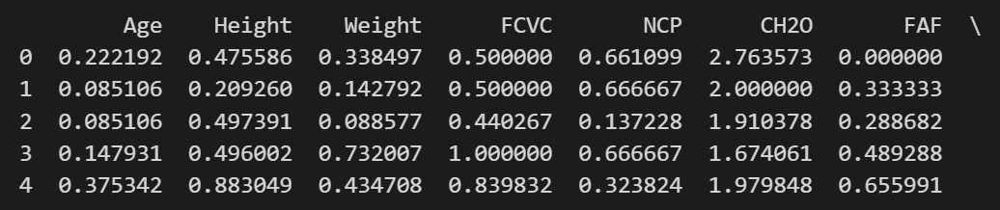 Age Height Weight FCVC NCP CH2O FAF \
0 0.222192 0.475586 0.338497 0.500000 0.661099 2.763573 0.000000
1 0.085106 0.209260 0.142792 0.500000 0.666667 2.000000 0.333333
2 0.085106 0.497391 0.088577 0.440267 0.137228 1.910378 0.288682
3 0.147931 0.496002 0.732007 1.000000 0.666667 1.674061 0.489288
4 0.375342 0.883049 0.434708 0.839832 0.323824 1.979848 0.655991